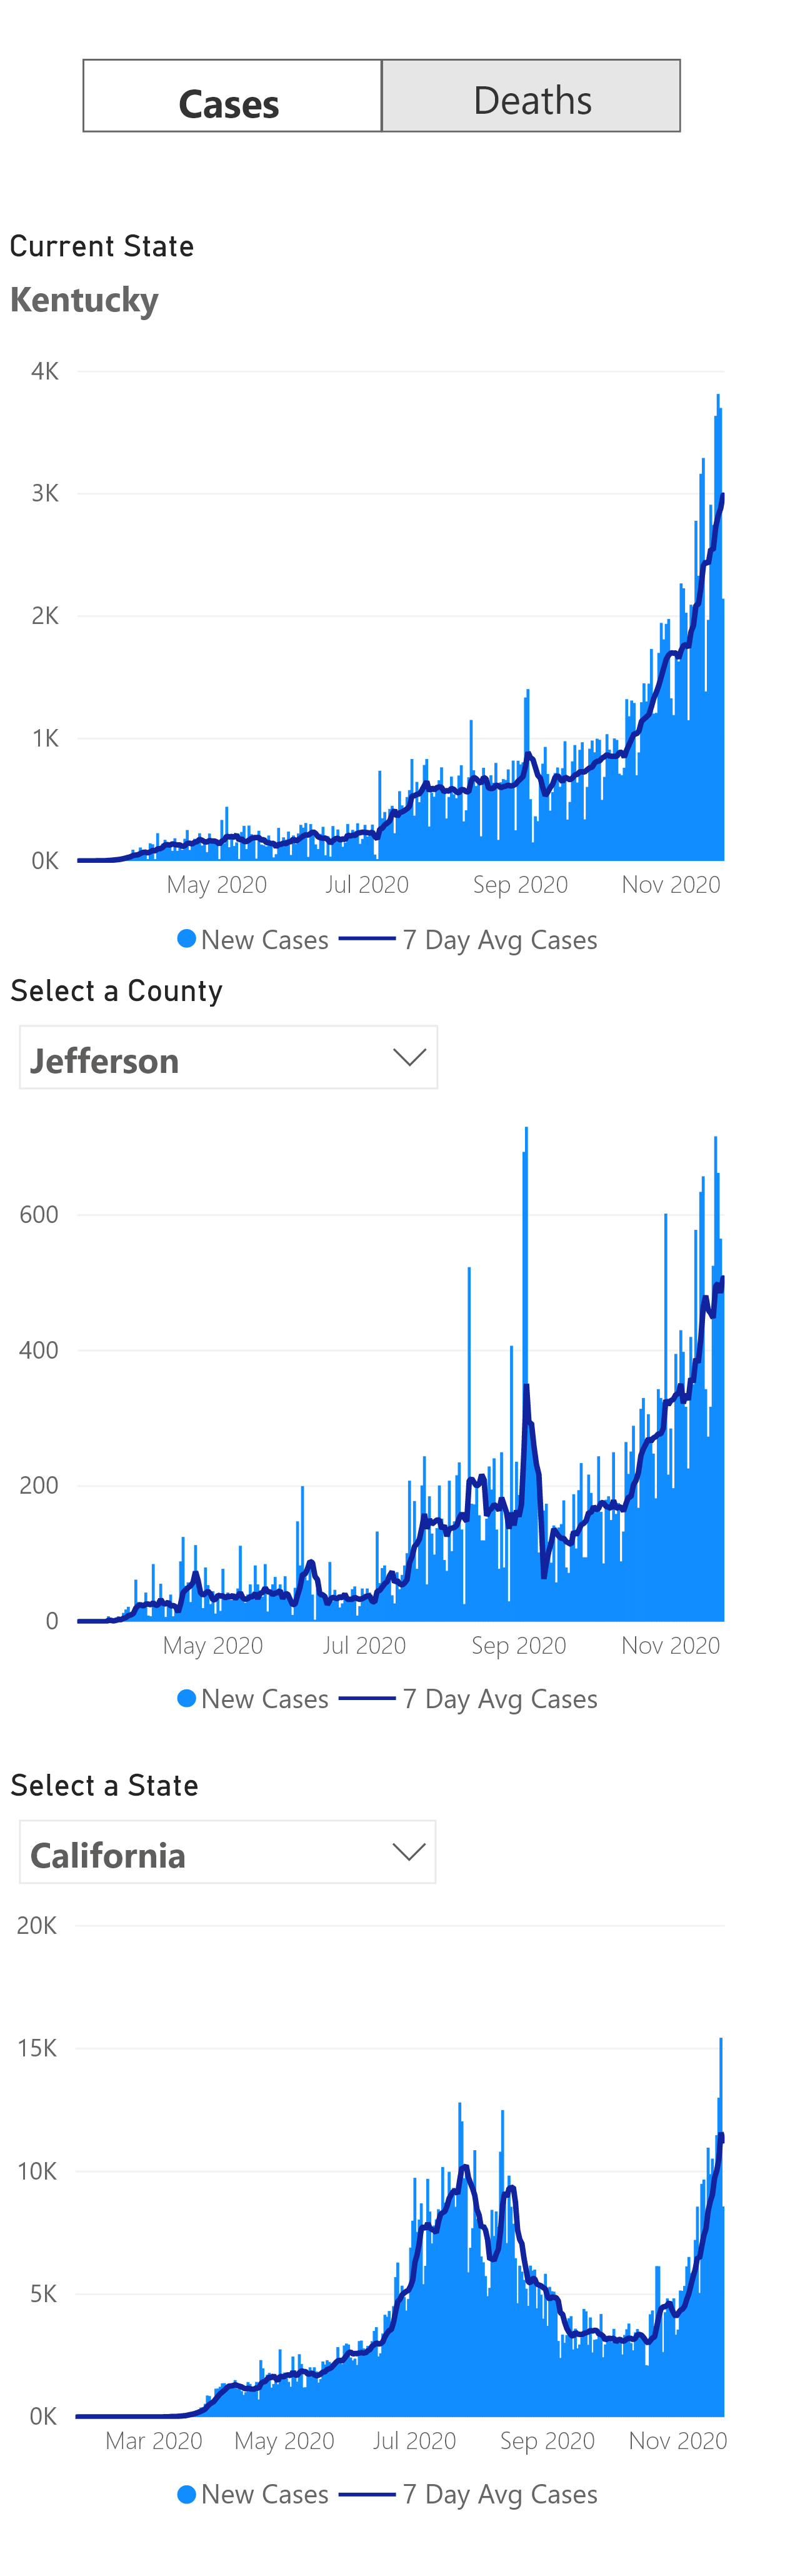 Cases Deaths
Current State
Kentucky
4K
3K
2K
1K
0K
May 2020 Jul 2020 Sep 2020 Nov 2020
New Cases 7 Day Avg Cases
Select a County
Jefferson
600
400
200
0
May 2020 Jul 2020 Sep 2020 Nov 2020
New Cases 7 Day Avg Cases
Select a State
California
20K
15K
10K
5K
0K
Mar 2020 May 2020 Jul 2020 Sep 2020 Nov 2020
New Cases 7 Day Avg Cases